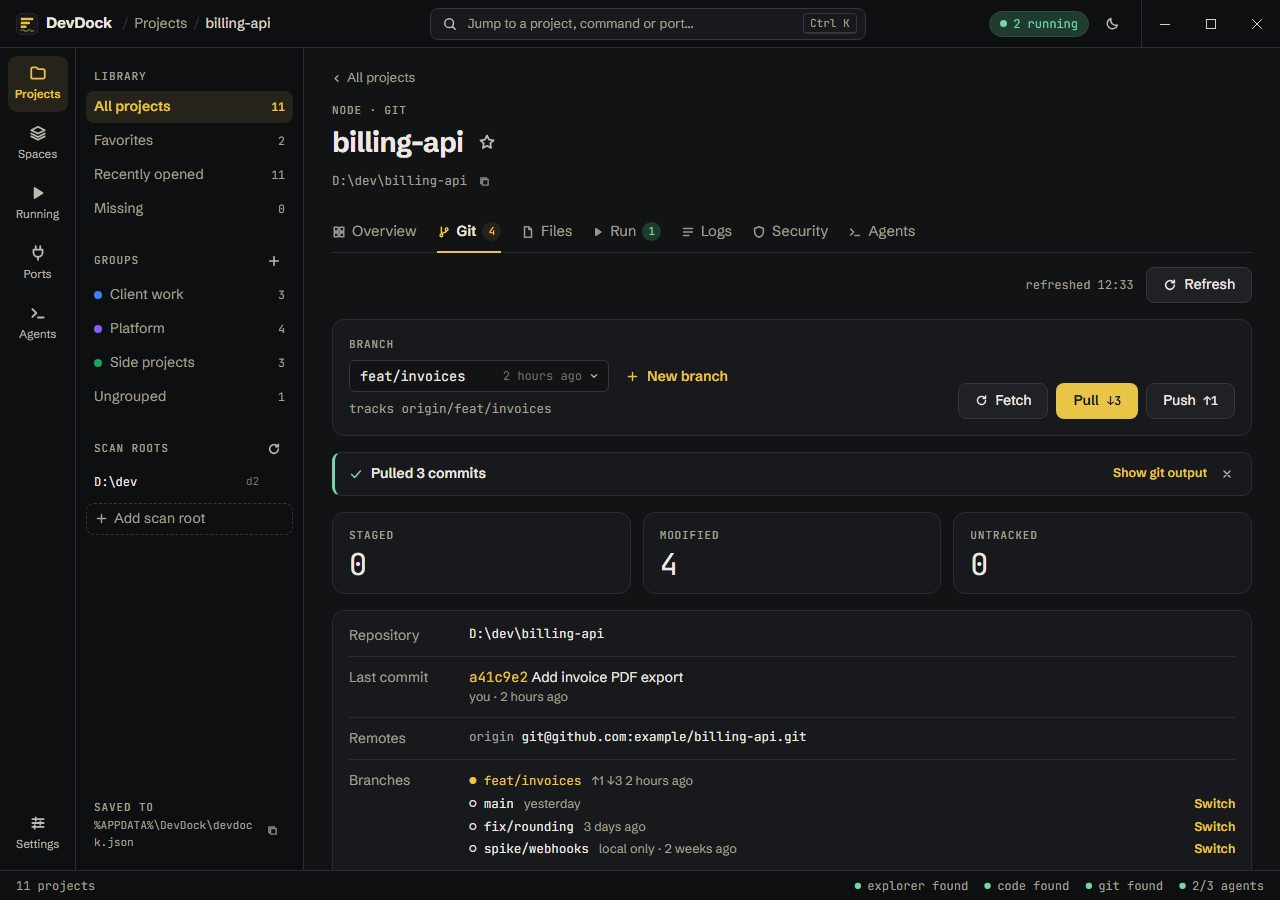 DevDock / Projects / billing-api
Jump to a project, command or port... Ctrl K
2 running
Projects
Spaces
Running
Ports
Agents
Settings
LIBRARY
All projects 11
Favorites 2
Recently opened 11
Missing 0
GROUPS +
Client work 3
Platform 4
Side projects 3
Ungrouped 1
SCAN ROOTS
D:\dev d2
+ Add scan root
SAVED TO
%APPDATA%\DevDock\devdoc
k.json
‹ All projects
NODE · GIT
billing-api
D:\dev\billing-api
Overview Git 4 Files Run 1 Logs Security Agents
refreshed 12:33 Refresh
BRANCH
feat/invoices 2 hours ago + New branch
tracks origin/feat/invoices
Fetch Pull ↓3 Push ↑1
Pulled 3 commits Show git output ×
STAGED
0
MODIFIED
4
UNTRACKED
0
Repository D:\dev\billing-api
Last commit a41c9e2 Add invoice PDF export
you · 2 hours ago
Remotes origin git@github.com:example/billing-api.git
Branches feat/invoices ↑1 ↓3 2 hours ago
main yesterday Switch
fix/rounding 3 days ago Switch
spike/webhooks local only · 2 weeks ago Switch
11 projects
explorer found code found git found 2/3 agents